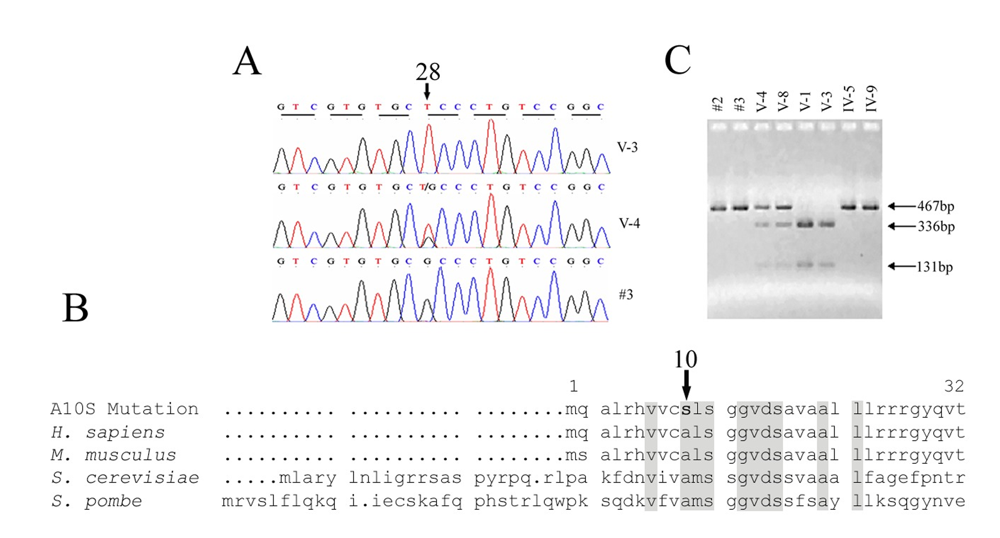 A
28
G T C G T G T G C T C C C T G T C C G G C
V-3
G T C G T G T G C T/G C C C T G T C C G G C
V-4
G T C G T G T G C G C C C T G T C C G G C
#3
C
#2 #3 V-4 V-8 V-1 V-3 IV-5 IV-9
467bp
336bp
131bp
B
10
1 32
A10S Mutation .......... .......... ........mq alrhvvcsls ggvdsavaal llrrrgyqvt
H. sapiens .......... .......... ........mq alrhvvcals ggvdsavaal llrrrgyqvt
M. musculus .......... .......... ........ms alrhvvcals ggvdsavaal llrrrgyqvt
S. cerevisiae .....mlary lnligrrsas pyrpq.rlpa kfdnvivams sgvdssvaaa lfagefpntr
S. pombe mrvslflqkq i.iecskafq phstrlqwpk sqdkvfvams ggvdssfsay llksqgynve